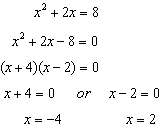 x² + 2x = 8
x² + 2x − 8 = 0
(x + 4)(x − 2) = 0
x + 4 = 0 or x − 2 = 0
x = −4 x = 2